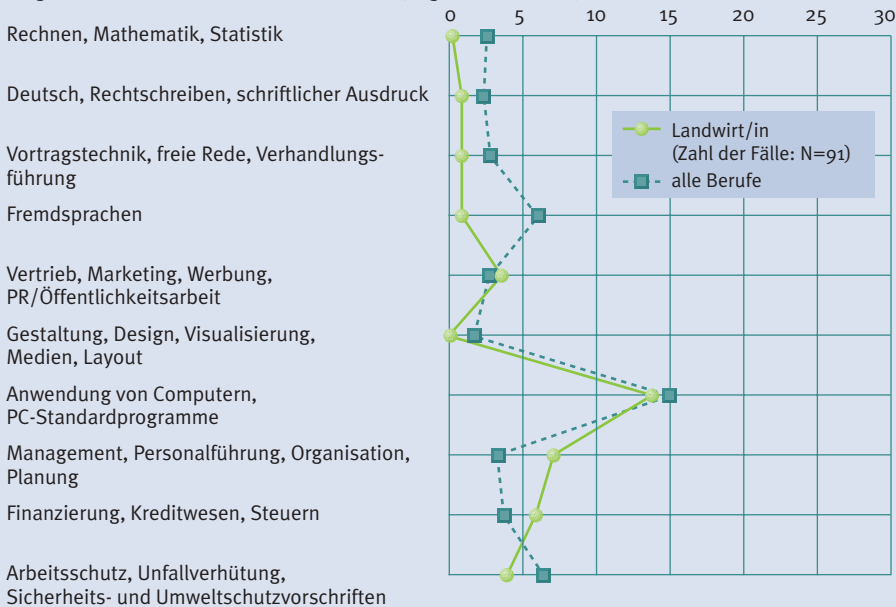 0 5 10 15 20 25 30
Rechnen, Mathematik, Statistik
Deutsch, Rechtschreiben, schriftlicher Ausdruck
Landwirt/in
(Zahl der Fälle: N=91)
alle Berufe
Vortragstechnik, freie Rede, Verhandlungs-
führung
Fremdsprachen
Vertrieb, Marketing, Werbung,
PR/Öffentlichkeitsarbeit
Gestaltung, Design, Visualisierung,
Medien, Layout
Anwendung von Computern,
PC-Standardprogramme
Management, Personalführung, Organisation,
Planung
Finanzierung, Kreditwesen, Steuern
Arbeitsschutz, Unfallverhütung,
Sicherheits- und Umweltschutzvorschriften